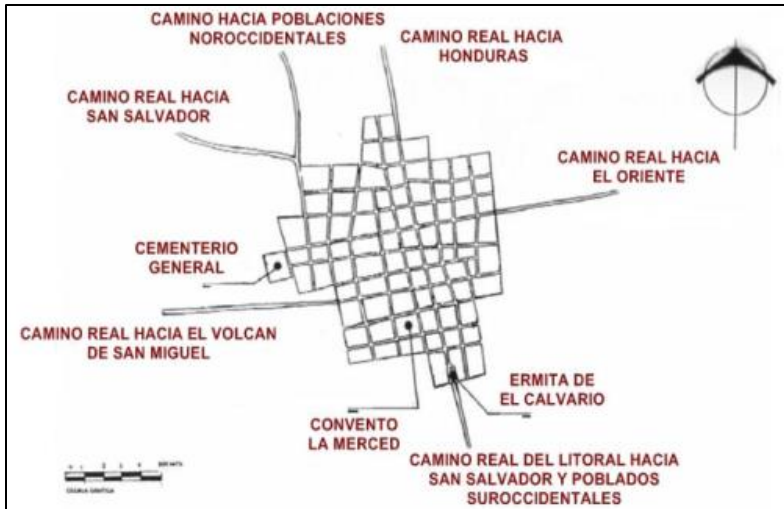 CAMINO HACIA POBLACIONES
NOROCCIDENTALES
CAMINO REAL HACIA
HONDURAS
CAMINO REAL HACIA
SAN SALVADOR
CAMINO REAL HACIA
EL ORIENTE
CEMENTERIO
GENERAL
CAMINO REAL HACIA EL VOLCAN
DE SAN MIGUEL
ERMITA DE
EL CALVARIO
CONVENTO
LA MERCED
CAMINO REAL DEL LITORAL HACIA
SAN SALVADOR Y POBLADOS
SUROCCIDENTALES